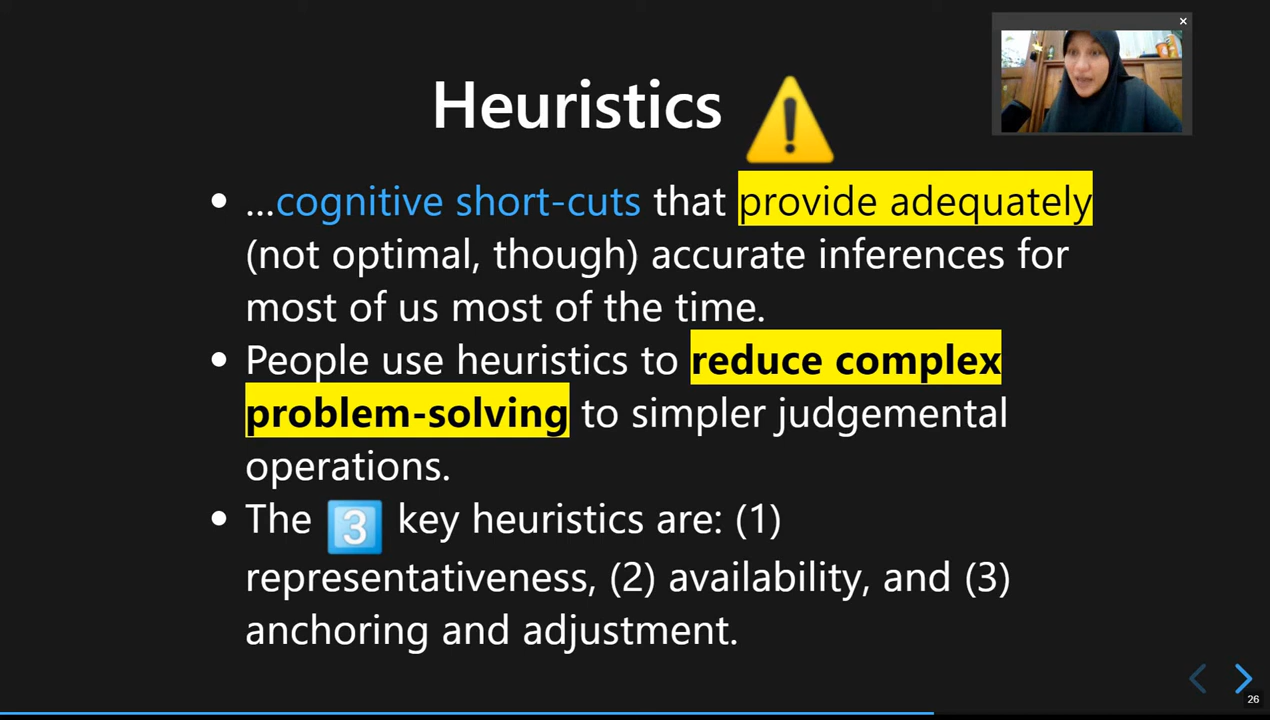 Heuristics ⚠️
• ...cognitive short-cuts that provide adequately
(not optimal, though) accurate inferences for
most of us most of the time.
• People use heuristics to reduce complex
problem-solving to simpler judgemental
operations.
• The 3️⃣ key heuristics are: (1)
representativeness, (2) availability, and (3)
anchoring and adjustment.
26